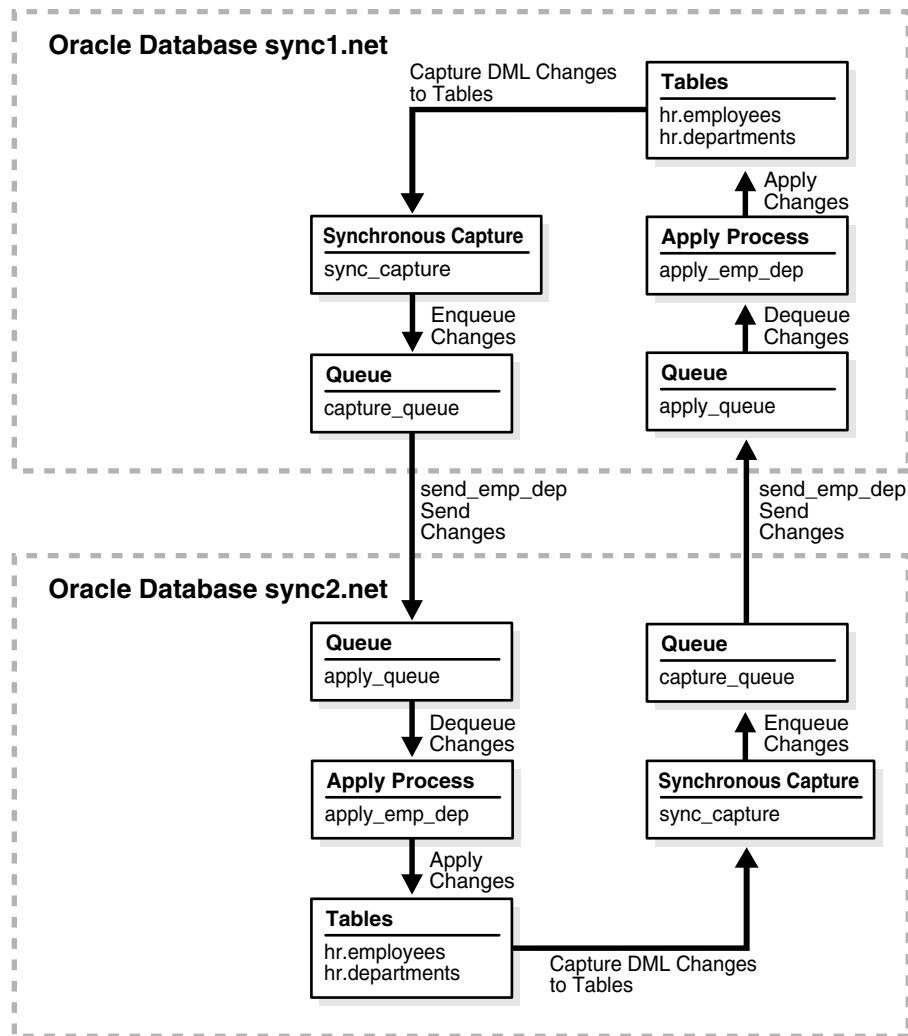 Oracle Database sync1.net
Capture DML Changes
to Tables
Tables
hr.employees
hr.departments
Apply
Changes
Synchronous Capture
sync_capture
Apply Process
apply_emp_dep
Enqueue
Changes
Dequeue
Changes
Queue
capture_queue
Queue
apply_queue
send_emp_dep
Send
Changes
send_emp_dep
Send
Changes
Oracle Database sync2.net
Queue
apply_queue
Queue
capture_queue
Dequeue
Changes
Enqueue
Changes
Apply Process
apply_emp_dep
Synchronous Capture
sync_capture
Apply
Changes
Tables
hr.employees
hr.departments
Capture DML Changes
to Tables